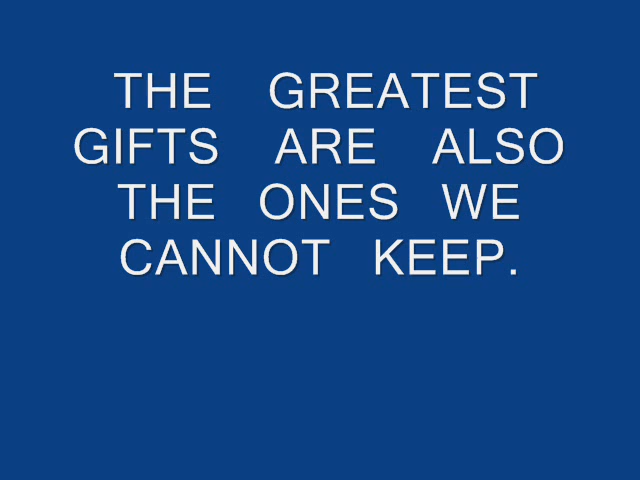 THE GREATEST
GIFTS ARE ALSO
THE ONES WE
CANNOT KEEP.